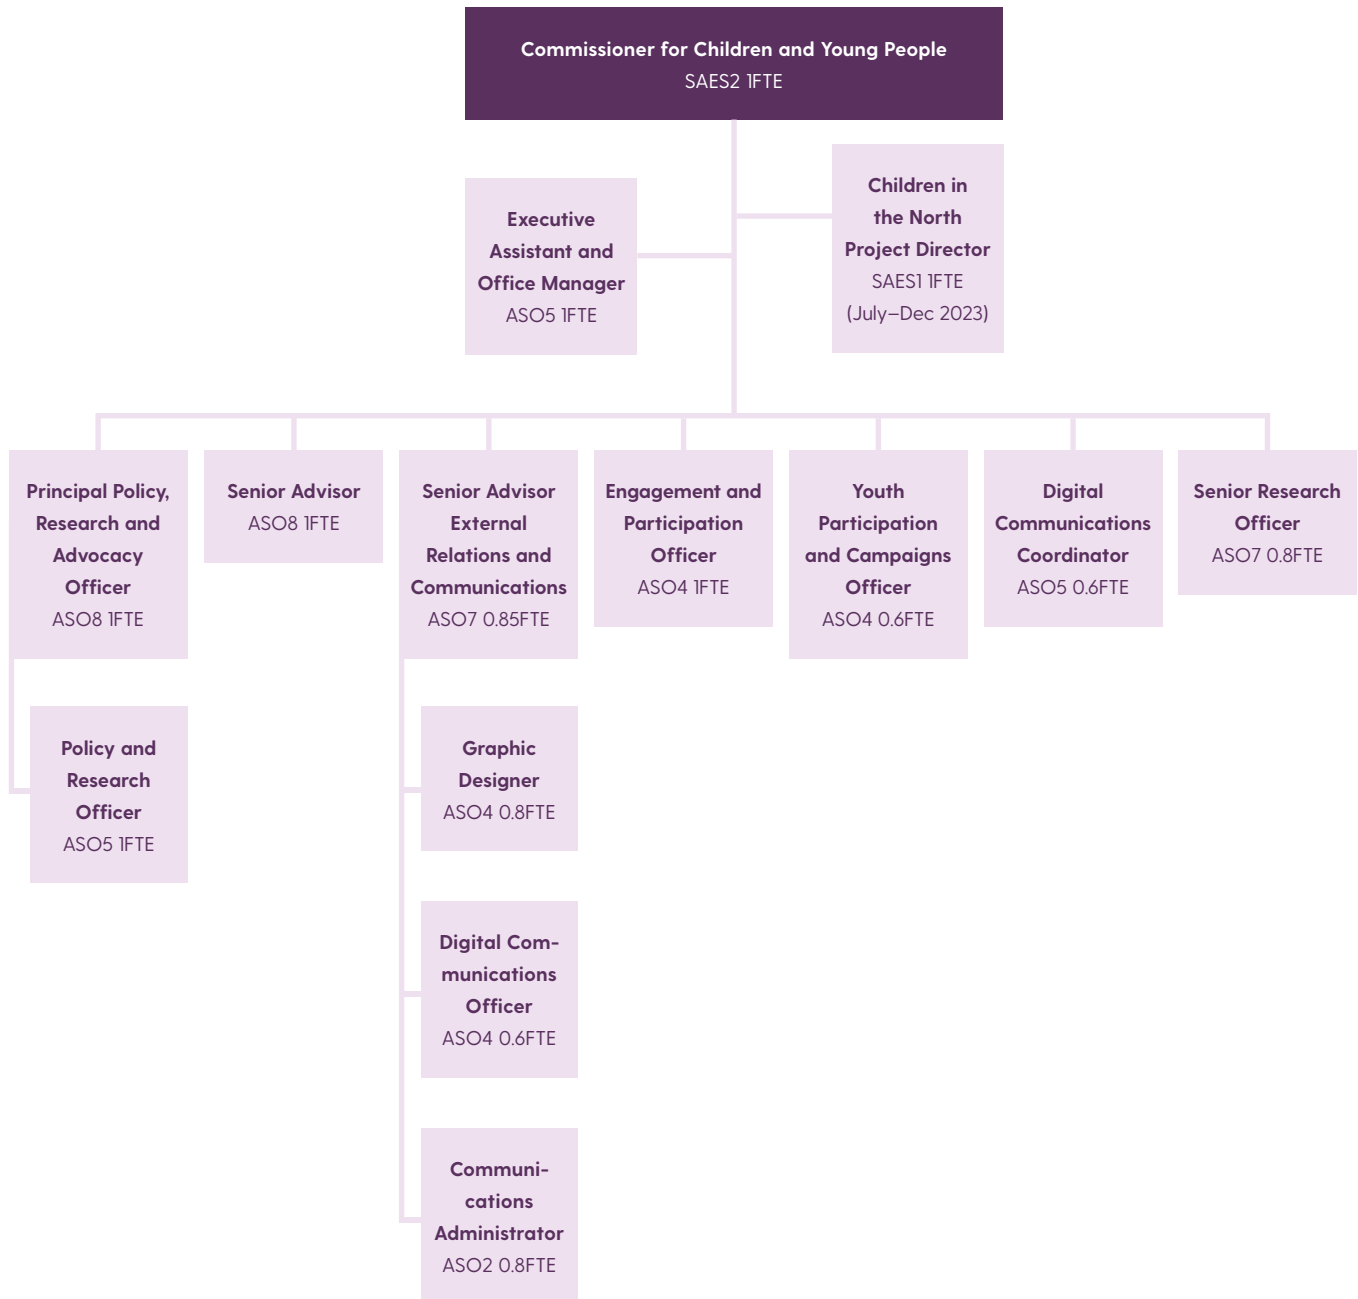 Commissioner for Children and Young People
SAES2 1FTE
Executive
Assistant and
Office Manager
ASO5 1FTE
Children in
the North
Project Director
SAES1 1FTE
(July–Dec 2023)
Principal Policy,
Research and
Advocacy
Officer
ASO8 1FTE
Senior Advisor
ASO8 1FTE
Senior Advisor
External
Relations and
Communications
ASO7 0.85FTE
Engagement and
Participation
Officer
ASO4 1FTE
Youth
Participation
and Campaigns
Officer
ASO4 0.6FTE
Digital
Communications
Coordinator
ASO5 0.6FTE
Senior Research
Officer
ASO7 0.8FTE
Policy and
Research
Officer
ASO5 1FTE
Graphic
Designer
ASO4 0.8FTE
Digital Com-
munications
Officer
ASO4 0.6FTE
Communi-
cations
Administrator
ASO2 0.8FTE